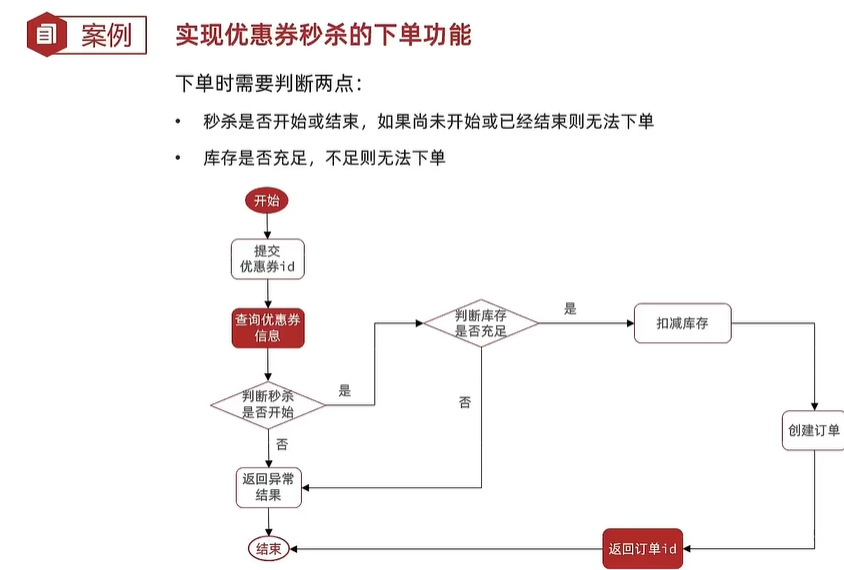 案例
实现优惠券秒杀的下单功能
下单时需要判断两点：
• 秒杀是否开始或结束，如果尚未开始或已经结束则无法下单
• 库存是否充足，不足则无法下单
开始
提交
优惠券id
查询优惠券
信息
判断秒杀
是否开始
是
否
判断库存
是否充足
是
否
扣减库存
创建订单
返回异常
结果
返回订单id
结束